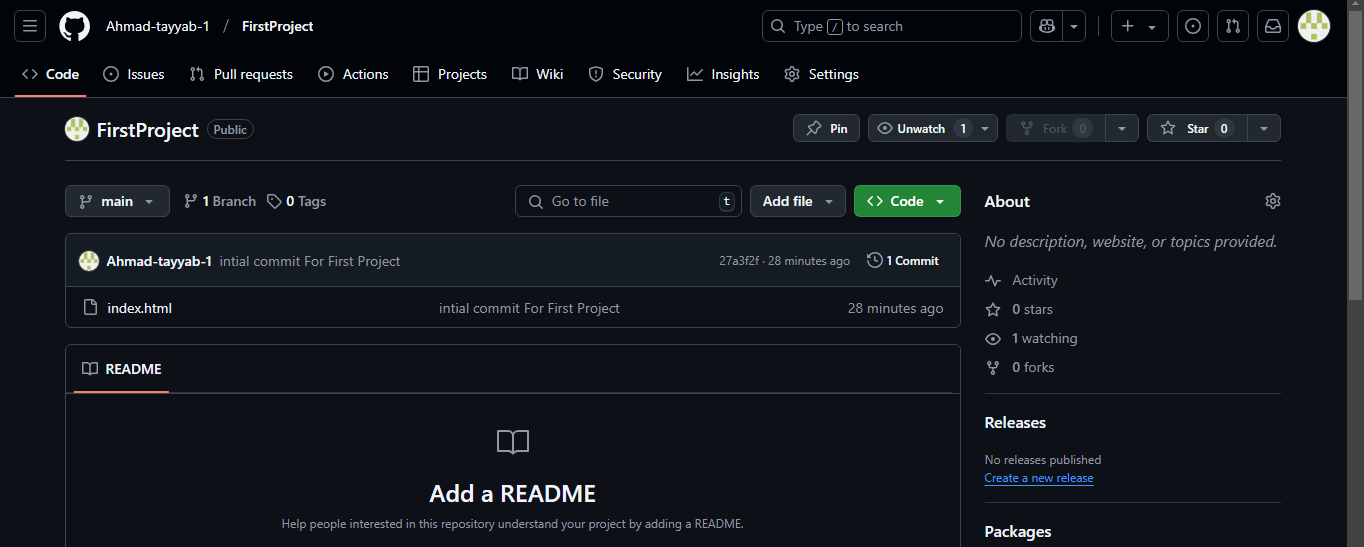 Ahmad-tayyab-1 / FirstProject Type / to search
Code Issues Pull requests Actions Projects Wiki Security Insights Settings
FirstProject Public Pin Unwatch 1 Fork 0 Star 0
main 1 Branch 0 Tags Go to file t Add file Code
Ahmad-tayyab-1 intial commit For First Project 27a3f2f · 28 minutes ago 1 Commit
index.html intial commit For First Project 28 minutes ago
README
Add a README
Help people interested in this repository understand your project by adding a README.
About
No description, website, or topics provided.
Activity
0 stars
1 watching
0 forks
Releases
No releases published
Create a new release
Packages